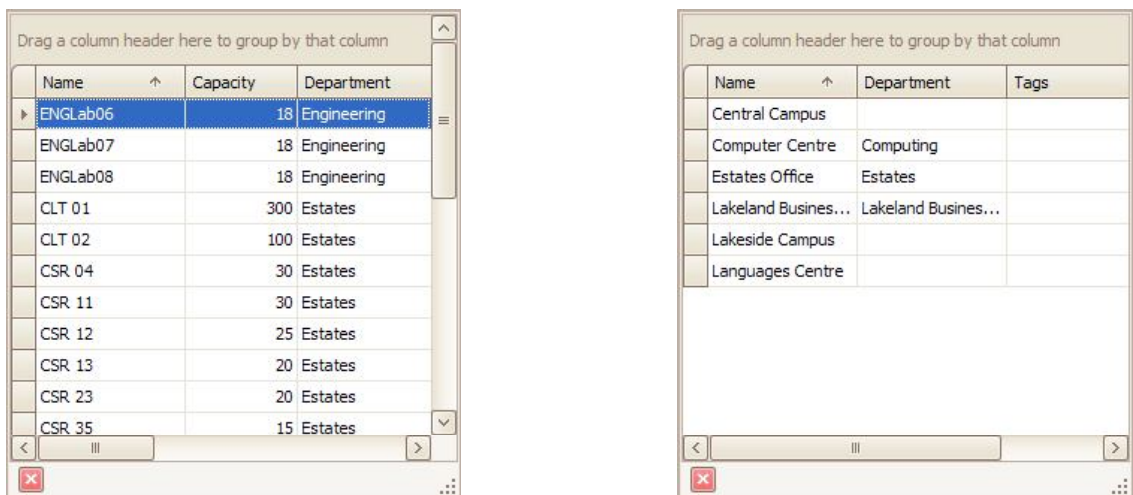 Drag a column header here to group by that column
Name Capacity Department
ENGLab06 18 Engineering
ENGLab07 18 Engineering
ENGLab08 18 Engineering
CLT 01 300 Estates
CLT 02 100 Estates
CSR 04 30 Estates
CSR 11 30 Estates
CSR 12 25 Estates
CSR 13 20 Estates
CSR 23 20 Estates
CSR 35 15 Estates
Drag a column header here to group by that column
Name Department Tags
Central Campus
Computer Centre Computing
Estates Office Estates
Lakeland Busines... Lakeland Busines...
Lakeside Campus
Languages Centre